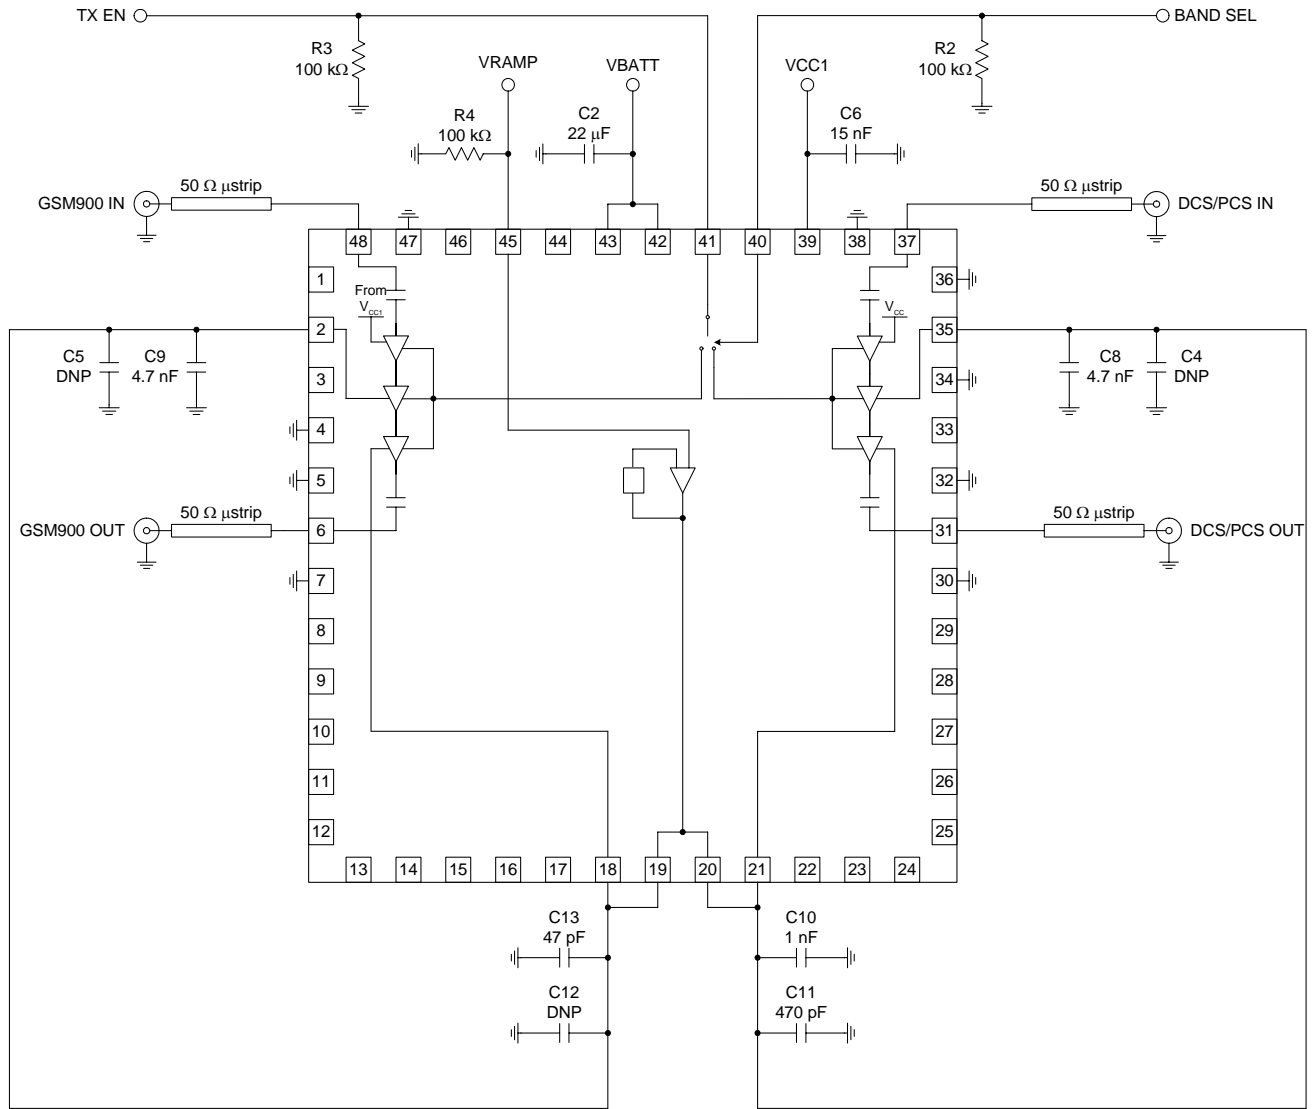 TX EN
BAND SEL
R3
100 kΩ
VRAMP
VBATT
VCC1
R2
100 kΩ
R4
100 kΩ
C2
22 µF
C6
15 nF
GSM900 IN
50 Ω µstrip
50 Ω µstrip
DCS/PCS IN
48
47
46
45
44
43
42
41
40
39
38
37
1
36
From
VCC1
VCC
2
35
C5
DNP
C9
4.7 nF
C8
4.7 nF
C4
DNP
3
34
4
33
5
32
GSM900 OUT
50 Ω µstrip
6
31
50 Ω µstrip
DCS/PCS OUT
7
30
8
29
9
28
10
27
11
26
12
25
13
14
15
16
17
18
19
20
21
22
23
24
C13
47 pF
C10
1 nF
C12
DNP
C11
470 pF